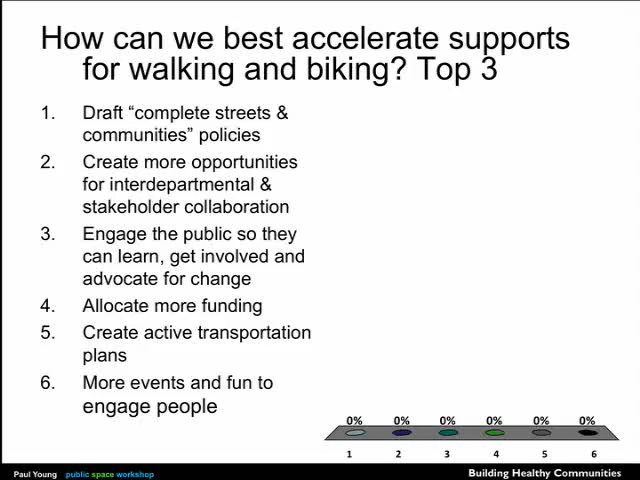 How can we best accelerate supports
for walking and biking? Top 3
1. Draft “complete streets &
communities” policies
2. Create more opportunities
for interdepartmental &
stakeholder collaboration
3. Engage the public so they
can learn, get involved and
advocate for change
4. Allocate more funding
5. Create active transportation
plans
6. More events and fun to
engage people
0% 0% 0% 0% 0% 0%
1 2 3 4 5 6
Paul Young public space workshop
Building Healthy Communities